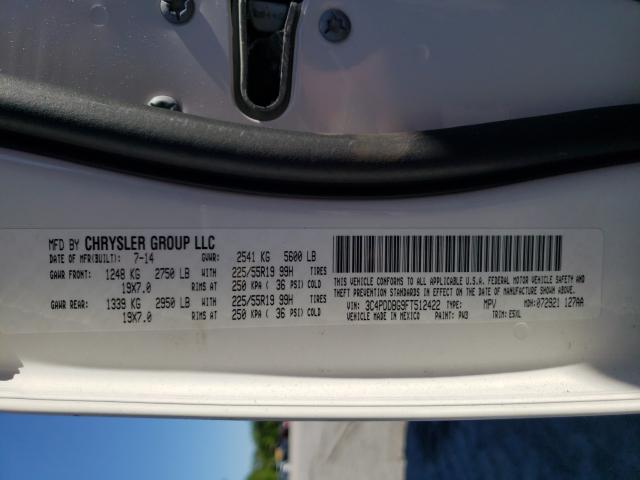 MFD BY CHRYSLER GROUP LLC
DATE OF MFR(BUILT): 7-14 GVWR: 2541 KG 5600 LB
GAWR FRONT: 1248 KG 2750 LB WITH 225/55R19 99H TIRES
19X7.0 RIMS AT 250 KPA ( 36 PSI) COLD
GAWR REAR: 1339 KG 2950 LB WITH 225/55R19 99H TIRES
19X7.0 RIMS AT 250 KPA ( 36 PSI) COLD
THIS VEHICLE CONFORMS TO ALL APPLICABLE U.S.A. FEDERAL MOTOR VEHICLE SAFETY
AND THEFT PREVENTION STANDARDS IN EFFECT ON THE DATE OF MANUFACTURE SHOWN ABOVE.
VIN: 3C4PDDBG9FT512422 TYPE: MPV MDH: 072921 127AA
VEHICLE MADE IN MEXICO PAINT: PW3 TRIM: E5XL